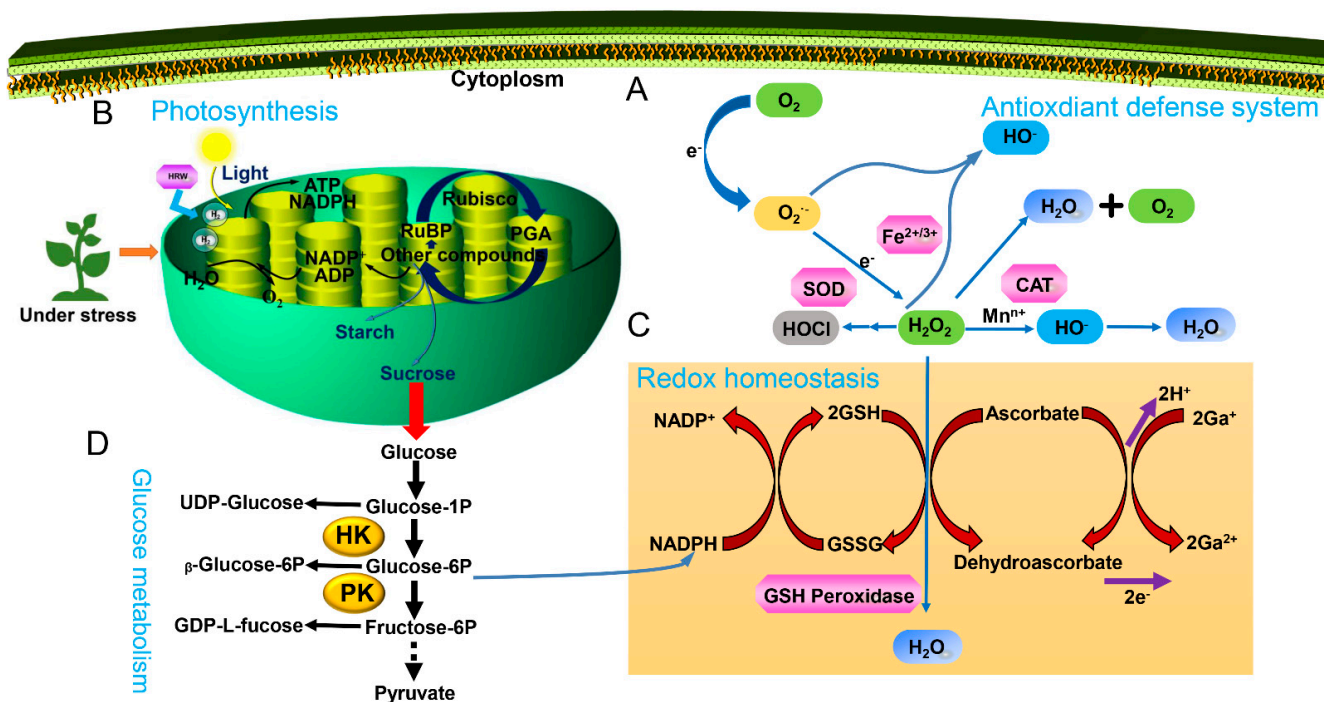 Cytoplosm
A
Antioxdiant defense system
O₂
e⁻
HO⁻
O₂˙⁻
Fe²⁺/³⁺
e⁻
H₂O + O₂
SOD
CAT
HOCl
H₂O₂
Mnⁿ⁺
HO⁻
H₂O
B
Photosynthesis
HRW
Light
H₂
H₂
ATP
NADPH
Rubisco
RuBP
PGA
Other compounds
NADP⁺
ADP
H₂O
O₂
Under stress
Starch
Sucrose
C
Redox homeostasis
NADP⁺
2GSH
Ascorbate
2H⁺
2Ga⁺
NADPH
GSSG
Dehydroascorbate
2Ga²⁺
2e⁻
GSH Peroxidase
H₂O
D
Glucose metabolism
Glucose
UDP-Glucose
Glucose-1P
HK
β-Glucose-6P
Glucose-6P
PK
GDP-L-fucose
Fructose-6P
Pyruvate